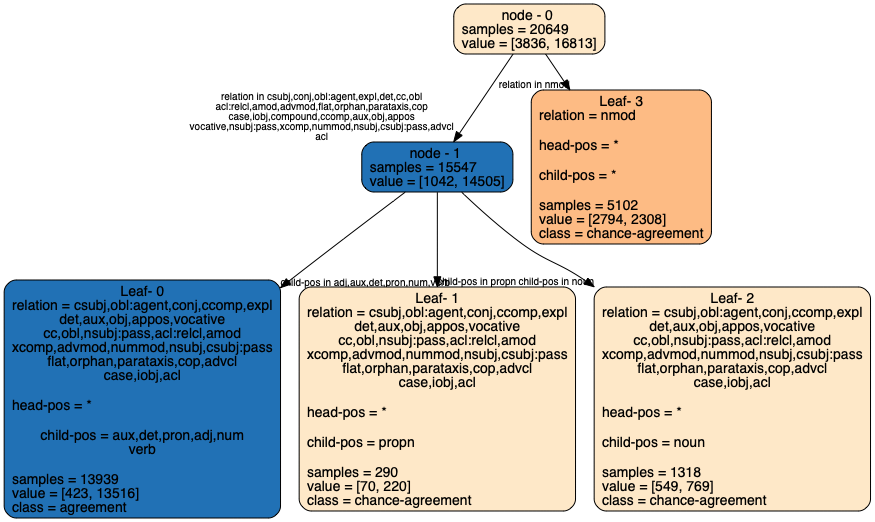 node - 0
samples = 20649
value = [3836, 16813]
relation in nmod
relation in csubj,conj,obl:agent,expl,det,cc,obl
acl:relcl,amod,advmod,flat,orphan,parataxis,cop
case,iobj,compound,ccomp,aux,obj,appos
vocative,nsubj:pass,xcomp,nummod,nsubj,csubj:pass,advcl
acl
Leaf- 3
relation = nmod
head-pos = *
child-pos = *
samples = 5102
value = [2794, 2308]
class = chance-agreement
node - 1
samples = 15547
value = [1042, 14505]
child-pos in adj,aux,det,pron,num,verb
child-pos in propn
child-pos in noun
Leaf- 0
relation = csubj,obl:agent,conj,ccomp,expl
det,aux,obj,appos,vocative
cc,obl,nsubj:pass,acl:relcl,amod
xcomp,advmod,nummod,nsubj,csubj:pass
flat,orphan,parataxis,cop,advcl
case,iobj,acl
head-pos = *
child-pos = aux,det,pron,adj,num
verb
samples = 13939
value = [423, 13516]
class = agreement
Leaf- 1
relation = csubj,obl:agent,conj,ccomp,expl
det,aux,obj,appos,vocative
cc,obl,nsubj:pass,acl:relcl,amod
xcomp,advmod,nummod,nsubj,csubj:pass
flat,orphan,parataxis,cop,advcl
case,iobj,acl
head-pos = *
child-pos = propn
samples = 290
value = [70, 220]
class = chance-agreement
Leaf- 2
relation = csubj,obl:agent,conj,ccomp,expl
det,aux,obj,appos,vocative
cc,obl,nsubj:pass,acl:relcl,amod
xcomp,advmod,nummod,nsubj,csubj:pass
flat,orphan,parataxis,cop,advcl
case,iobj,acl
head-pos = *
child-pos = noun
samples = 1318
value = [549, 769]
class = chance-agreement